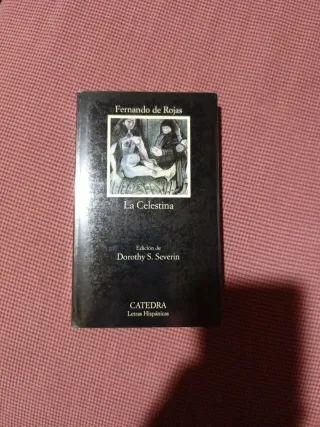 Fernando de Rojas
La Celestina
Edición de
Dorothy S. Severin
CATEDRA
Letras Hispánicas